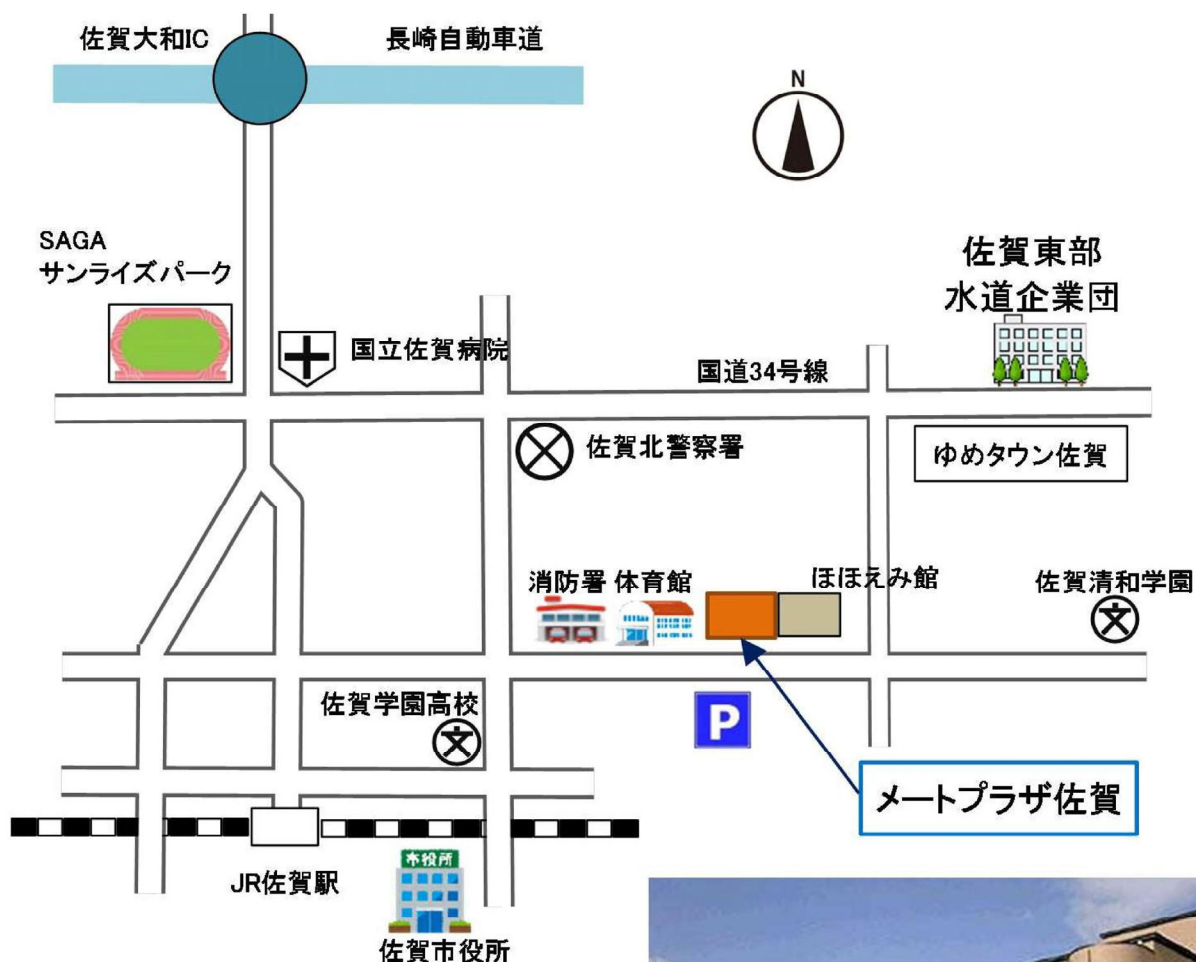 佐賀大和IC
長崎自動車道
N
SAGA
サンライズパーク
佐賀東部
水道企業団
国立佐賀病院
国道34号線
佐賀北警察署
ゆめタウン佐賀
消防署
体育館
ほほえみ館
佐賀清和学園
文
佐賀学園高校
文
P
メートプラザ佐賀
市役所
JR佐賀駅
佐賀市役所